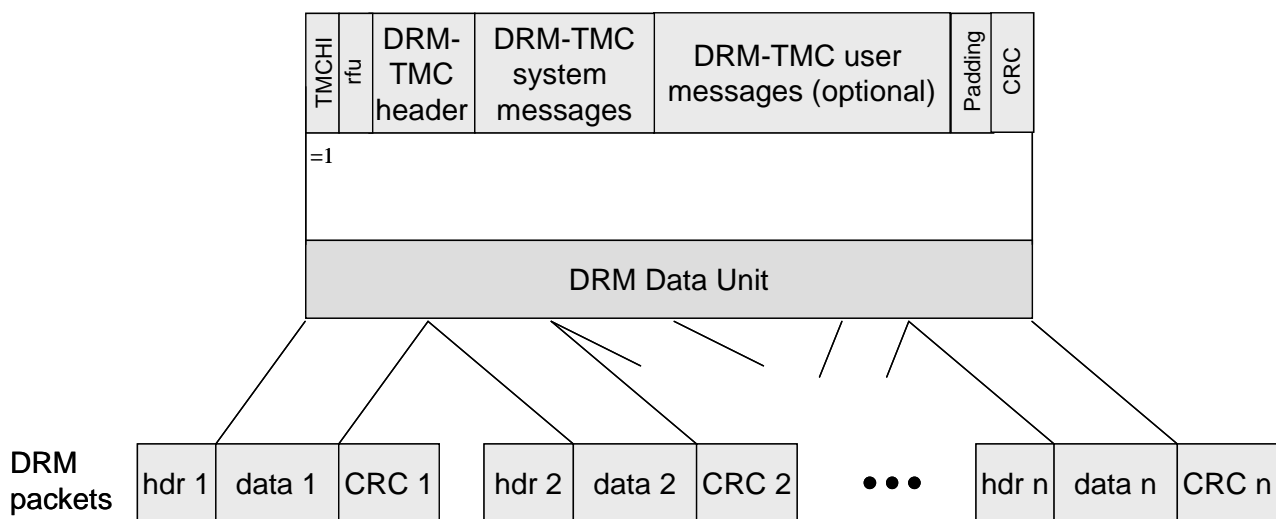 TMCHI
rfu
DRM-
TMC
header
DRM-TMC
system
messages
DRM-TMC user
messages (optional)
Padding
CRC
=1
DRM Data Unit
DRM
packets
hdr 1
data 1
CRC 1
hdr 2
data 2
CRC 2
•••
hdr n
data n
CRC n